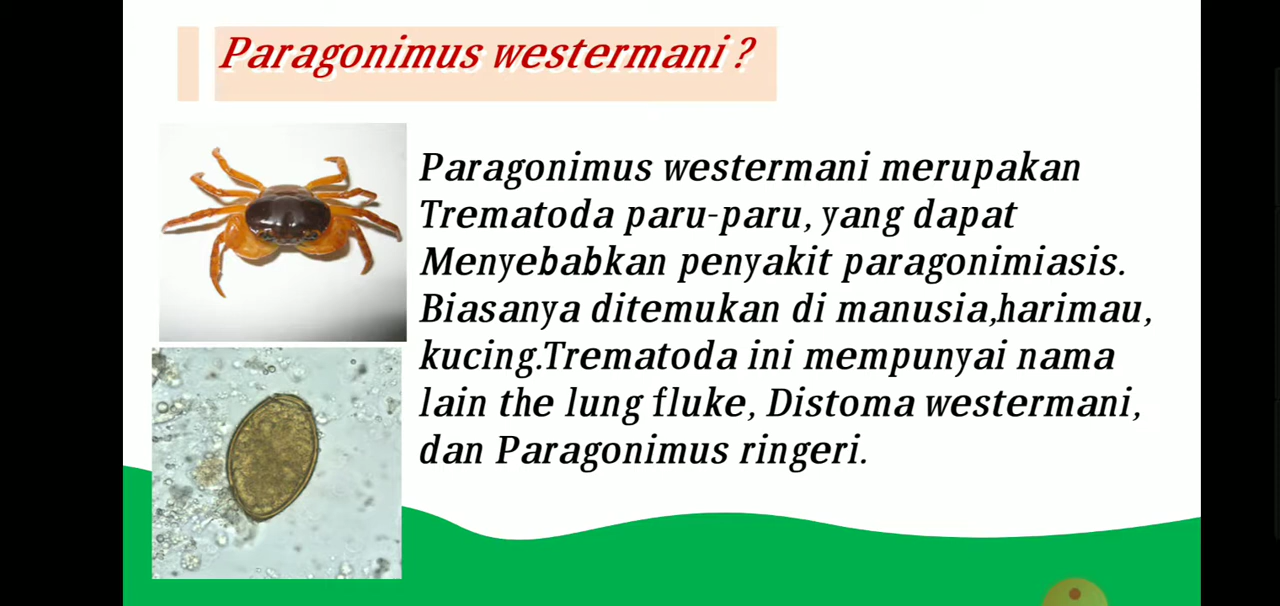 Paragonimus westermani ?
Paragonimus westermani merupakan
Trematoda paru-paru, yang dapat
Menyebabkan penyakit paragonimiasis.
Biasanya ditemukan di manusia,harimau,
kucing.Trematoda ini mempunyai nama
lain the lung fluke, Distoma westermani,
dan Paragonimus ringeri.